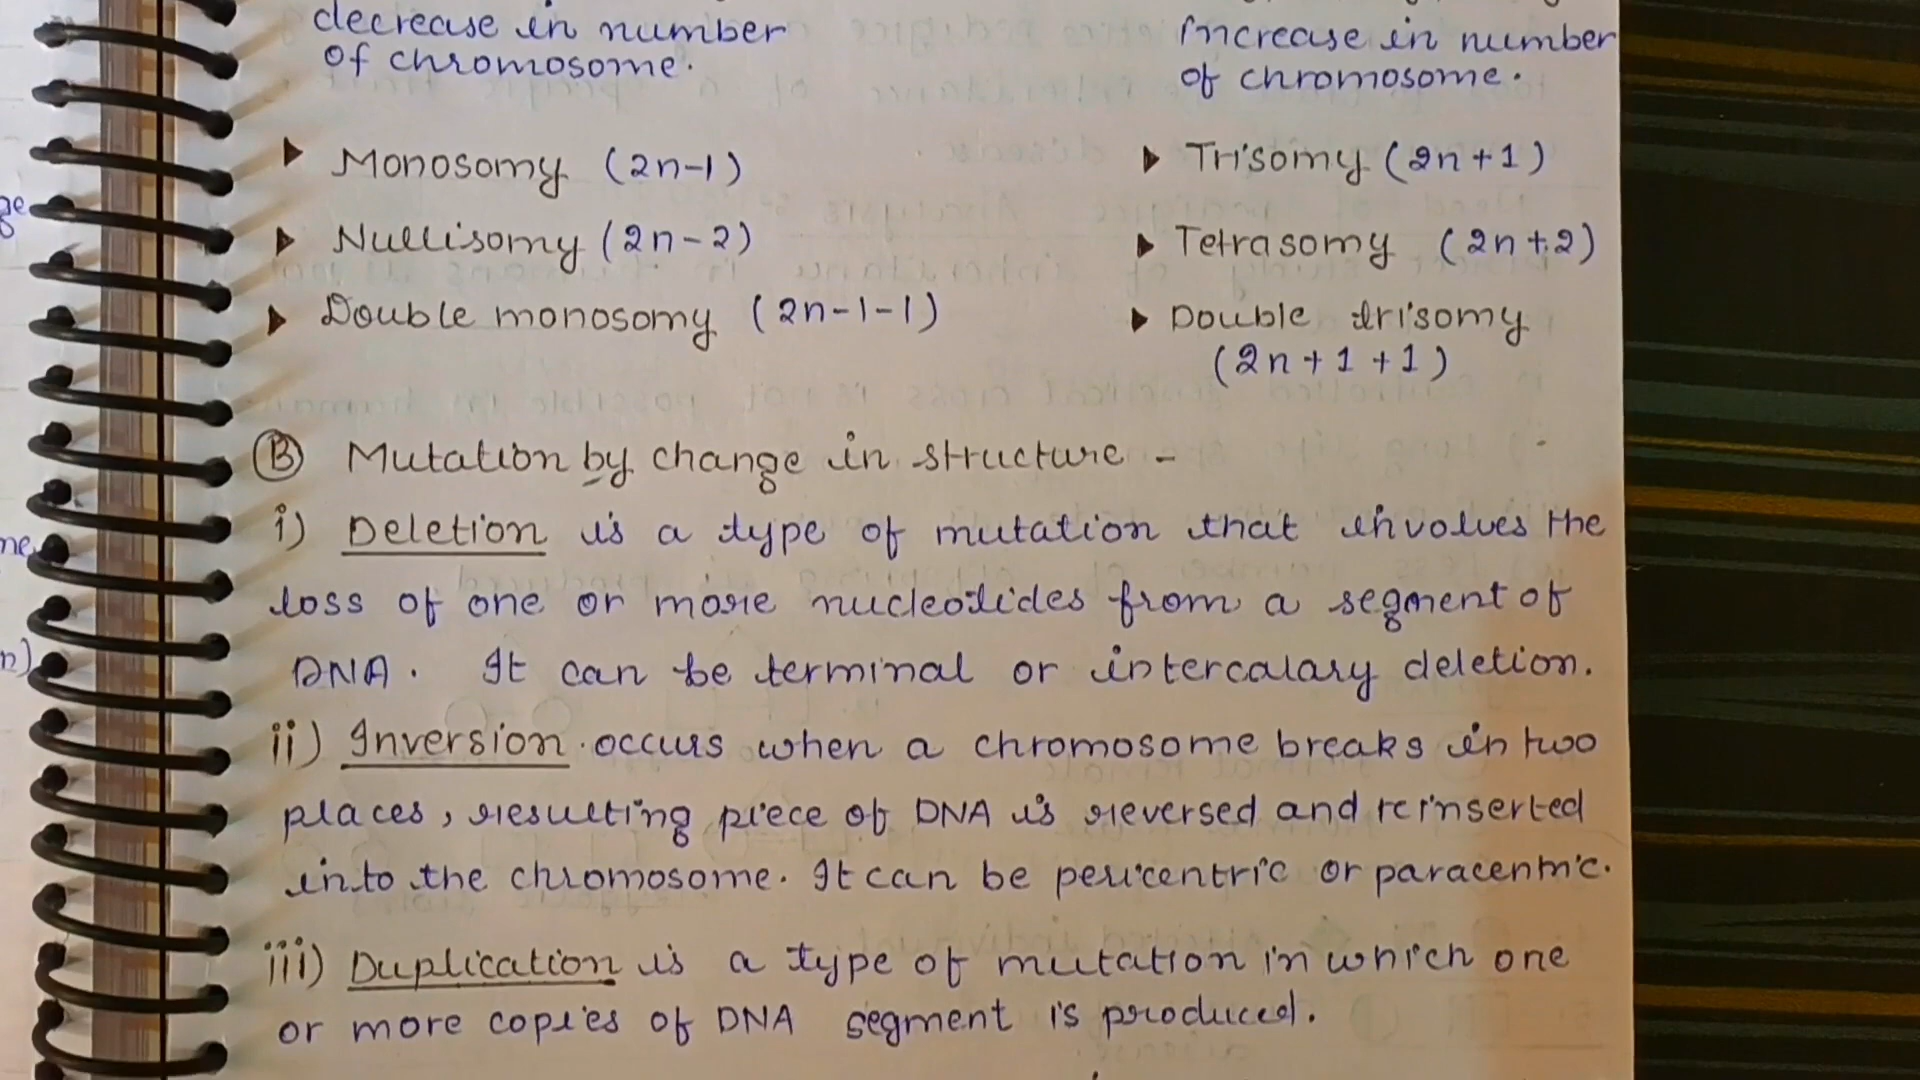 decrease in number
of chromosome.
Increase in number
of chromosome.
Monosomy (2n-1)
Nullisomy (2n-2)
Double monosomy (2n-1-1)
Trisomy (2n+1)
Tetrasomy (2n+2)
Double trisomy
(2n+1+1)
B Mutation by change in structure -
i) Deletion is a type of mutation that involves the
loss of one or more nucleotides from a segment of
DNA. It can be terminal or intercalary deletion.
ii) Inversion occurs when a chromosome breaks in two
places, resulting piece of DNA is reversed and reinserted
into the chromosome. It can be pericentric or paracentric.
iii) Duplication is a type of mutation in which one
or more copies of DNA segment is produced.